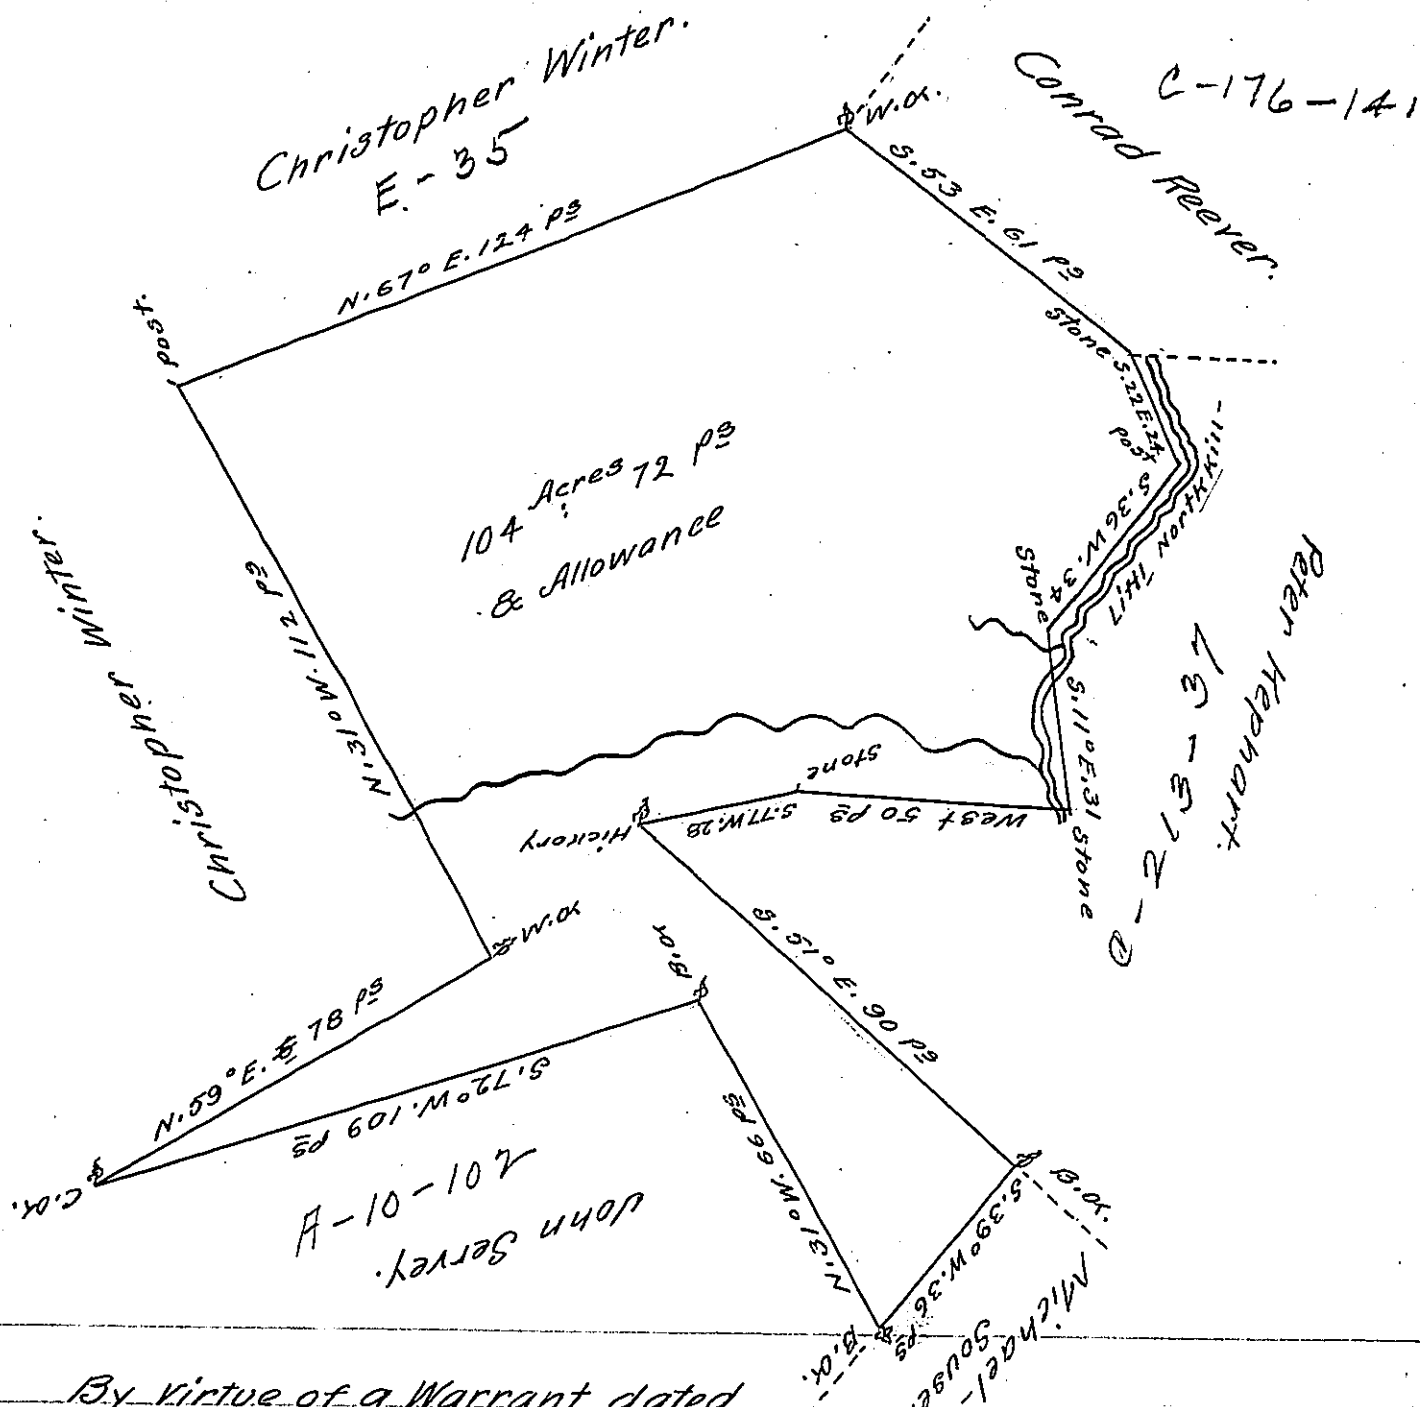 Christopher Winter.
E.-35
Conrad Reever.
C-176-141
W.o.
S.53 E.61 ps
N.67° E.124 ps
post.
stone
S.22 E.24
post
S.36 W.34
stone
Little Northkill
Peter Kephart.
C-213-37
104 Acres 72 ps
& Allowance
Christopher Winter.
N.31° W.112 ps
S.11° E.31
stone
West 50 ps
stone
S.77 W.28
Hickory
W.o.
B.o.
S.51° E.90 ps
N.59° E. 78 ps
S.72° W.109 ps
C.o.
A-10-102
John Servey.
N.31° W.66 ps
B.o.
S.39° W.36 ps
B.o.
Michael
Souse
By virtue of a Warrant dated